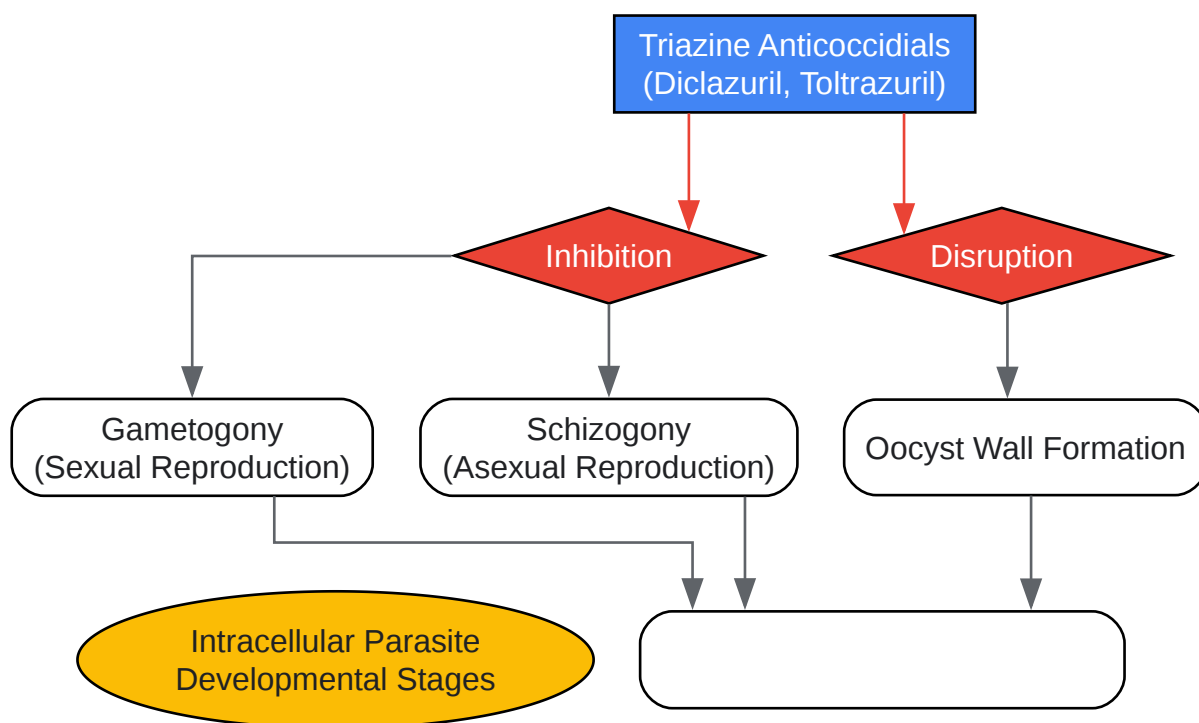 Triazine Anticoccidials
(Diclazuril, Toltrazuril)
Inhibition
Disruption
Gametogony
(Sexual Reproduction)
Schizogony
(Asexual Reproduction)
Oocyst Wall Formation
Intracellular Parasite
Developmental Stages